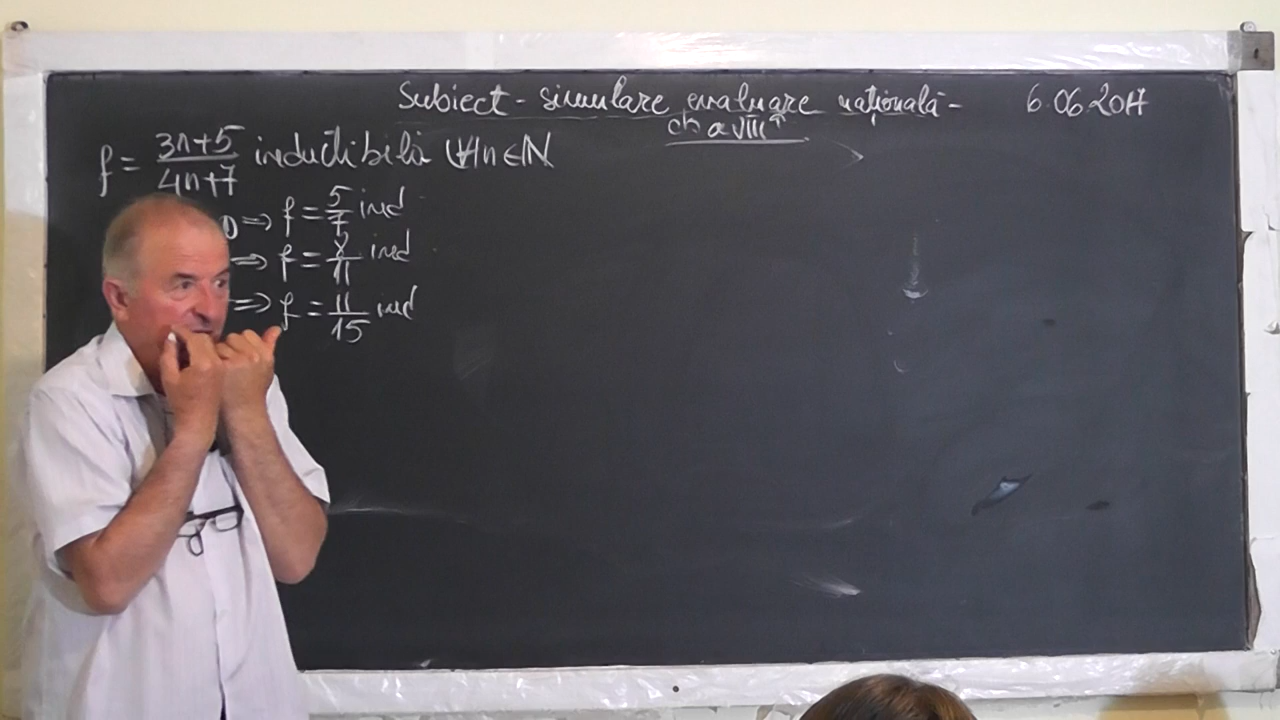 Subiect - simulare evaluare națională - 6.06.2017
cls a VIII a
f = 3n+5/4n+7 ireductibilă (∀) n ∈ N
0 ⇒ f = 5/7 ired
⇒ f = 8/11 ired
⇒ f = 11/15 ired